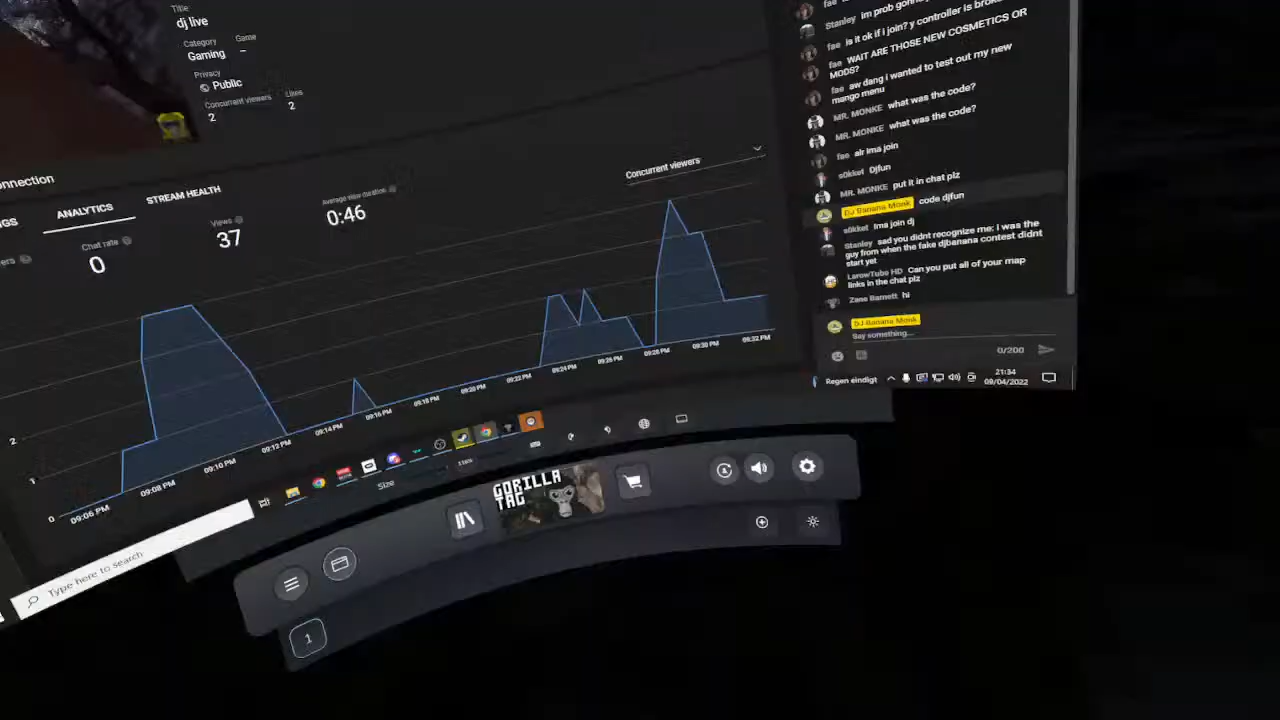 Title
dj live
Category
Game
Gaming
–
Privacy
Public
Concurrent viewers
Likes
2
2
ANALYTICS
STREAM HEALTH
Chat rate
0
Views
37
Average view duration
0:46
Concurrent viewers
2
1
0
09:06 PM
09:08 PM
09:10 PM
09:12 PM
09:14 PM
09:16 PM
09:18 PM
09:20 PM
09:22 PM
09:24 PM
09:26 PM
09:28 PM
09:30 PM
09:32 PM
fae is it ok if i join? y controller is
fae WAIT ARE THOSE NEW COSMETICS OR
MODS?
fae aw dang i wanted to test out my new
mango menu
MR. MONKE what was the code?
MR. MONKE what was the code?
fae alr ima join
s0kket Djfun
MR. MONKE put it in chat plz
DJ Banana Monk code djfun
s0kket Ima join dj
Stanley sad you didnt recognize me: i was the
guy from when the fake djbanana contest didnt
start yet
LarowTube HD Can you put all of your map
links in the chat plz
Zane Barnett hi
DJ Banana Monk
Say something...
0/200
Regen eindigt
21:34
09/04/2022
Type here to search
Size
GORILLA
TAG
1